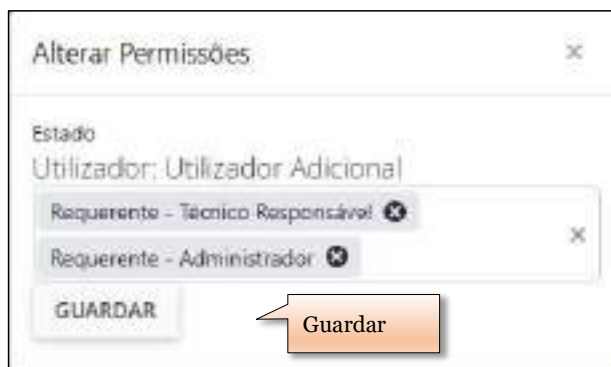 Alterar Permissões
Estado
Utilizador: Utilizador Adicional
Requerente - Técnico Responsável
Requerente - Administrador
GUARDAR
Guardar